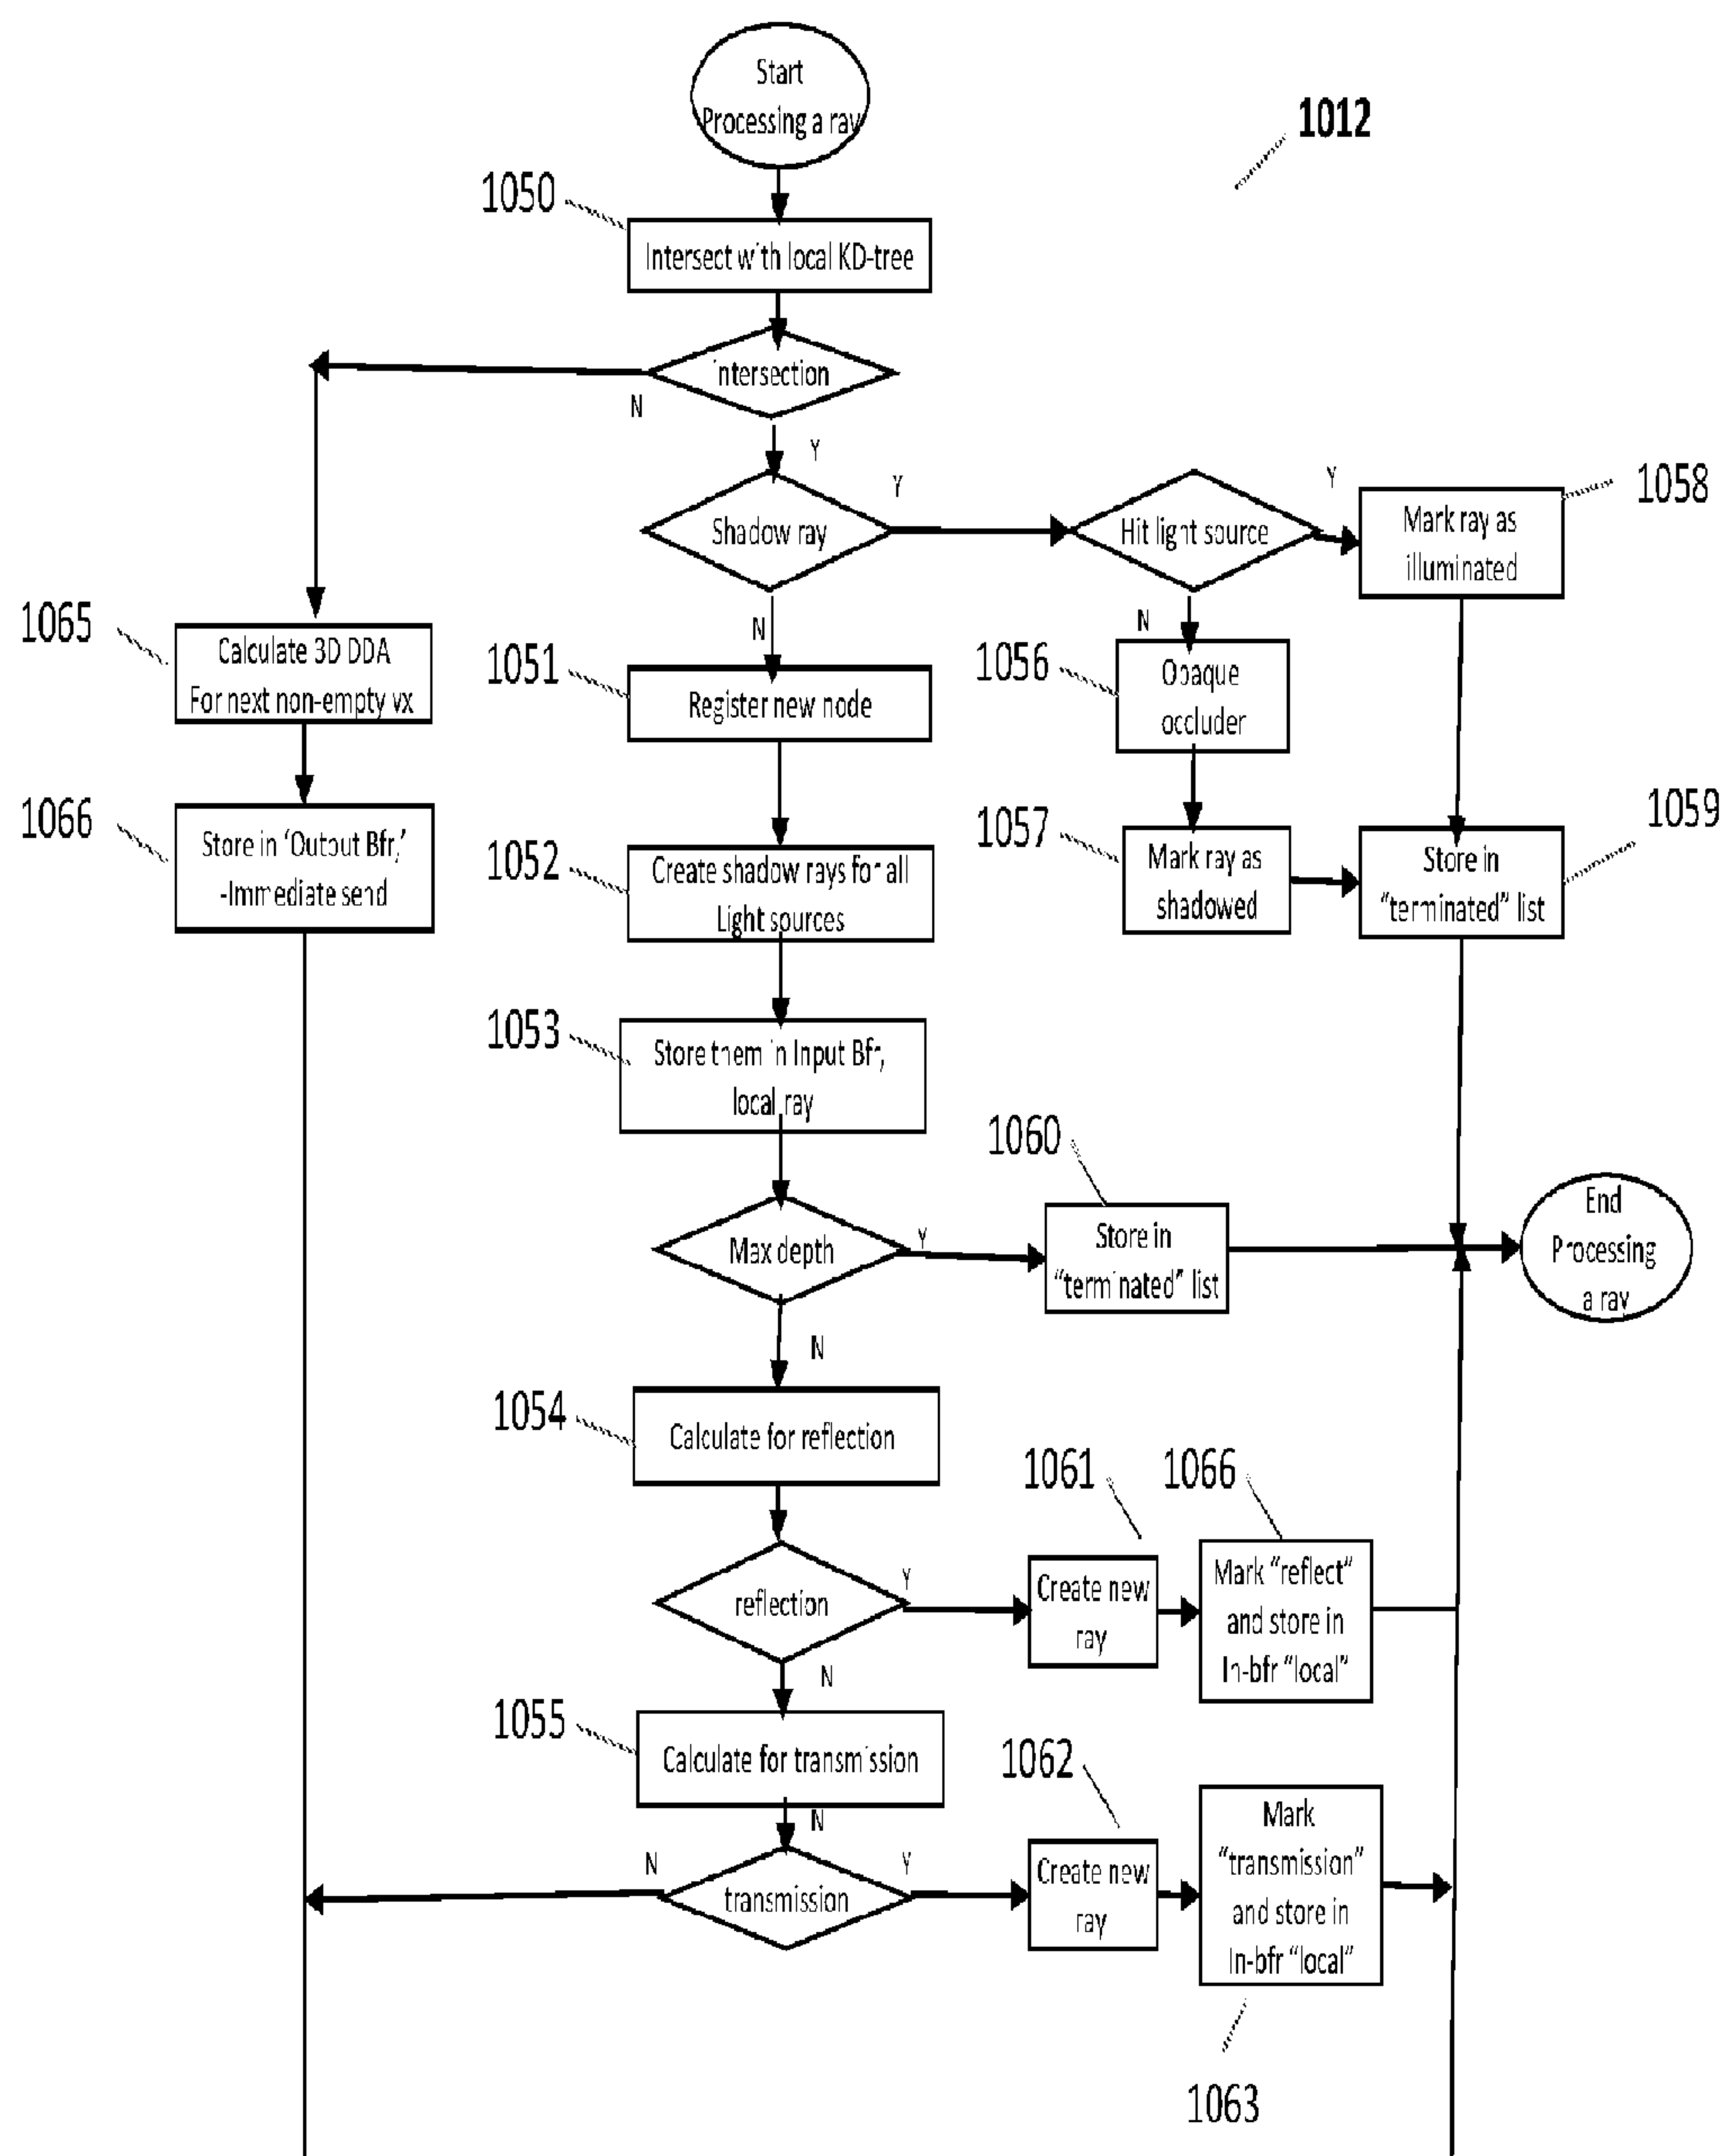 Start
Processing a ray
1012
1050
Intersect with local KD-tree
intersection
N
Y
Shadow ray
Y
N
Hit light source
Y
N
1058
Mark ray as
illuminated
1065
Calculate 3D DDA
For next non-empty vx
1051
Register new node
1056
Opaque
occluder
1066
Store in 'Output Bfr,'
-Immediate send
1052
Create shadow rays for all
Light sources
1057
Mark ray as
shadowed
1059
Store in
"terminated" list
1053
Store them in Input Bfr,
local ray
Max depth
Y
N
1060
Store in
"terminated" list
End
Processing
a ray
1054
Calculate for reflection
reflection
Y
N
1061
Create new
ray
1066
Mark "reflect"
and store in
In-bfr "local"
1055
Calculate for transmission
N
transmission
N
Y
1062
Create new
ray
Mark
"transmission"
and store in
In-bfr "local"
1063